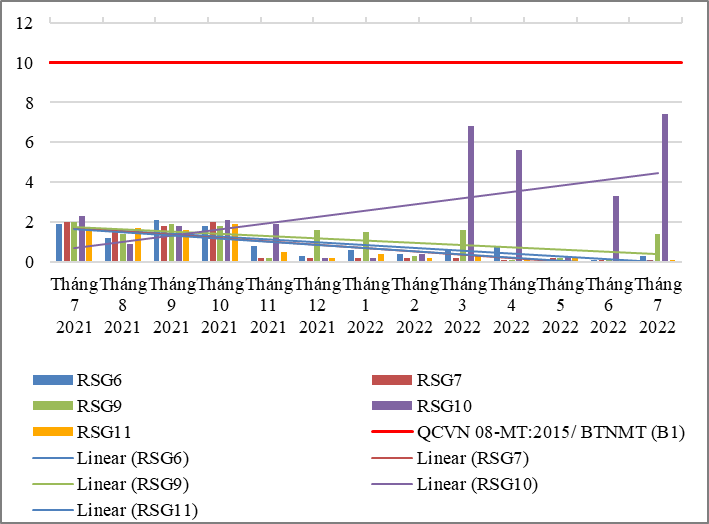 12
10
8
6
4
2
0
Tháng Tháng Tháng Tháng Tháng Tháng Tháng Tháng Tháng Tháng Tháng Tháng Tháng
7 8 9 10 11 12 1 2 3 4 5 6 7
2021 2021 2021 2021 2021 2021 2022 2022 2022 2022 2022 2022 2022
RSG6 RSG7
RSG9 RSG10
RSG11 QCVN 08-MT:2015/ BTNMT (B1)
Linear (RSG6) Linear (RSG7)
Linear (RSG9) Linear (RSG10)
Linear (RSG11)